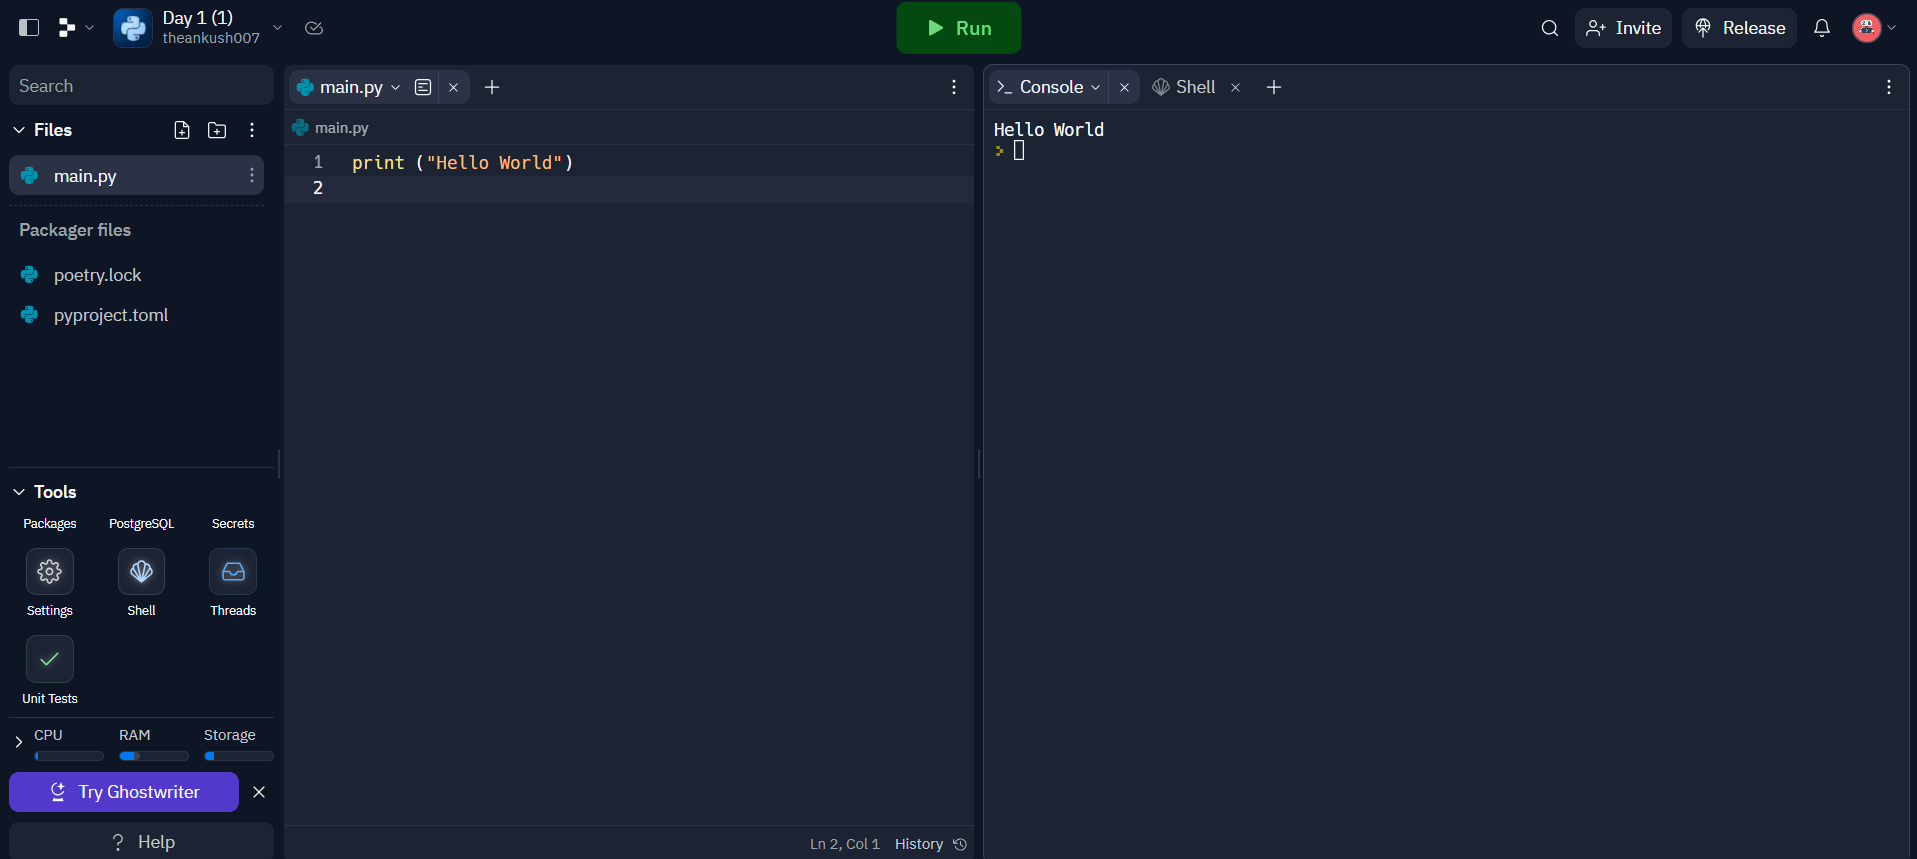 Day 1 (1)
theankush007
Run
Invite
Release
Search
Files
main.py
Packager files
poetry.lock
pyproject.toml
Tools
Packages PostgreSQL Secrets
Settings Shell Threads
Unit Tests
CPU RAM Storage
Try Ghostwriter
? Help
main.py
main.py
1 print ("Hello World")
2
Ln 2, Col 1 History
Console Shell
Hello World